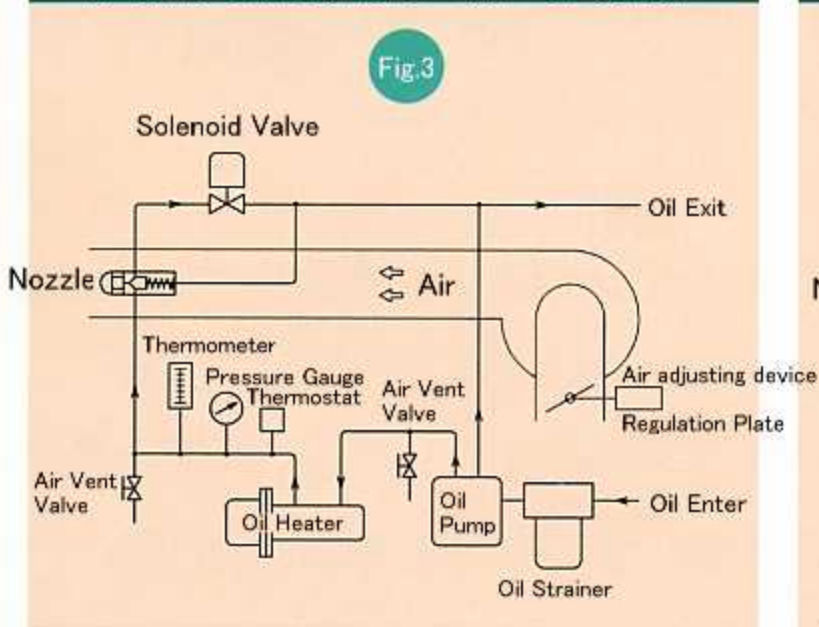 Fig.3
Solenoid Valve
Oil Exit
Nozzle
Air
Thermometer
Pressure Gauge
Thermostat
Air Vent
Valve
Air adjusting device
Regulation Plate
Air Vent
Valve
Oil Heater
Oil
Pump
Oil Enter
Oil Strainer